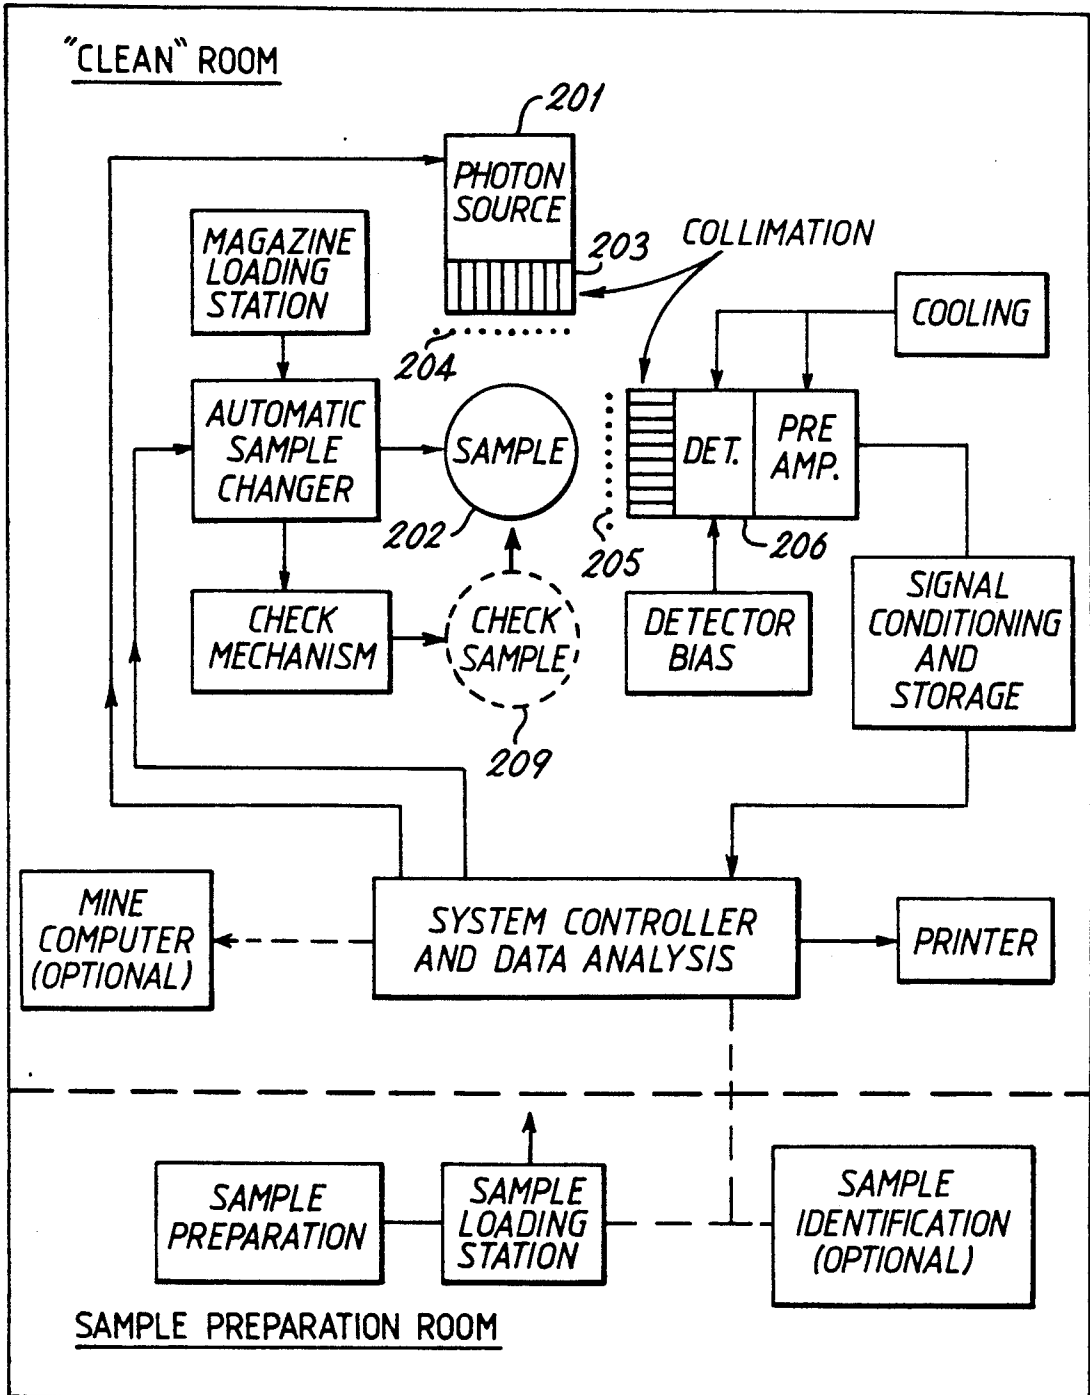 "CLEAN" ROOM
201
PHOTON
SOURCE
203
COLLIMATION
MAGAZINE
LOADING
STATION
204
COOLING
AUTOMATIC
SAMPLE
CHANGER
SAMPLE
202
DET.
PRE
AMP.
205
206
CHECK
MECHANISM
CHECK
SAMPLE
209
DETECTOR
BIAS
SIGNAL
CONDITIONING
AND
STORAGE
MINE
COMPUTER
(OPTIONAL)
SYSTEM CONTROLLER
AND DATA ANALYSIS
PRINTER
SAMPLE
PREPARATION
SAMPLE
LOADING
STATION
SAMPLE
IDENTIFICATION
(OPTIONAL)
SAMPLE PREPARATION ROOM